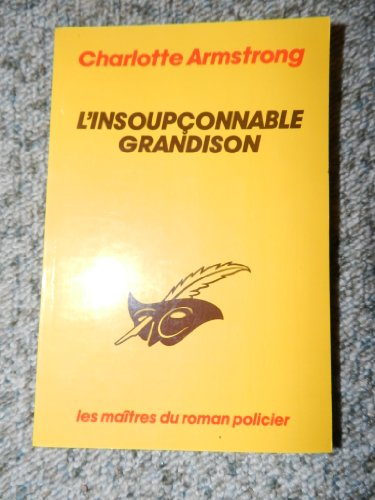 Charlotte Armstrong
L'INSOUPÇONNABLE
GRANDISON
les maîtres du roman policier